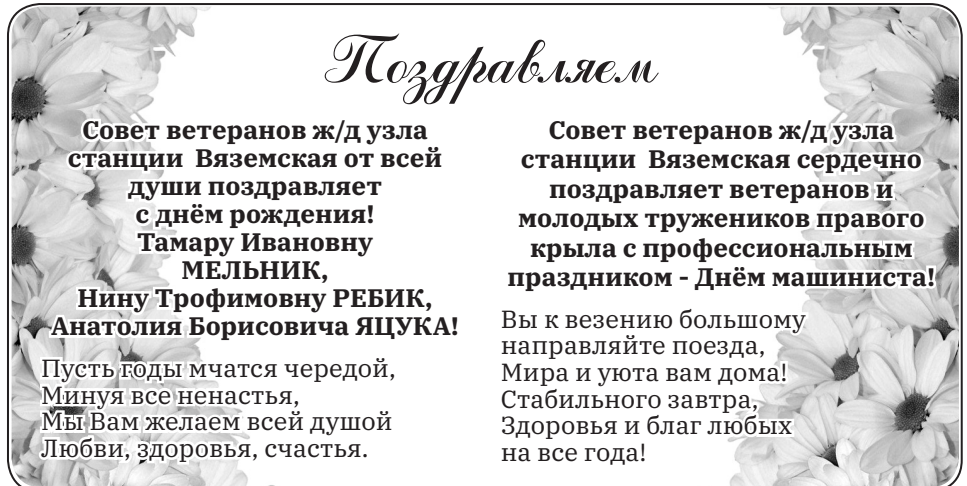 Поздравляем
Совет ветеранов ж/д узла
станции Вяземская от всей
души поздравляет
с днём рождения!
Тамару Ивановну
МЕЛЬНИК,
Нину Трофимовну РЕБИК,
Анатолия Борисовича ЯЦУКА!
Пусть годы мчатся чередой,
Минуя все ненастья,
Мы Вам желаем всей душой
Любви, здоровья, счастья.
Совет ветеранов ж/д узла
станции Вяземская сердечно
поздравляет ветеранов и
молодых тружеников правого
крыла с профессиональным
праздником - Днём машиниста!
Вы к везению большому
направляйте поезда,
Мира и уюта вам дома!
Стабильного завтра,
Здоровья и благ любых
на все года!